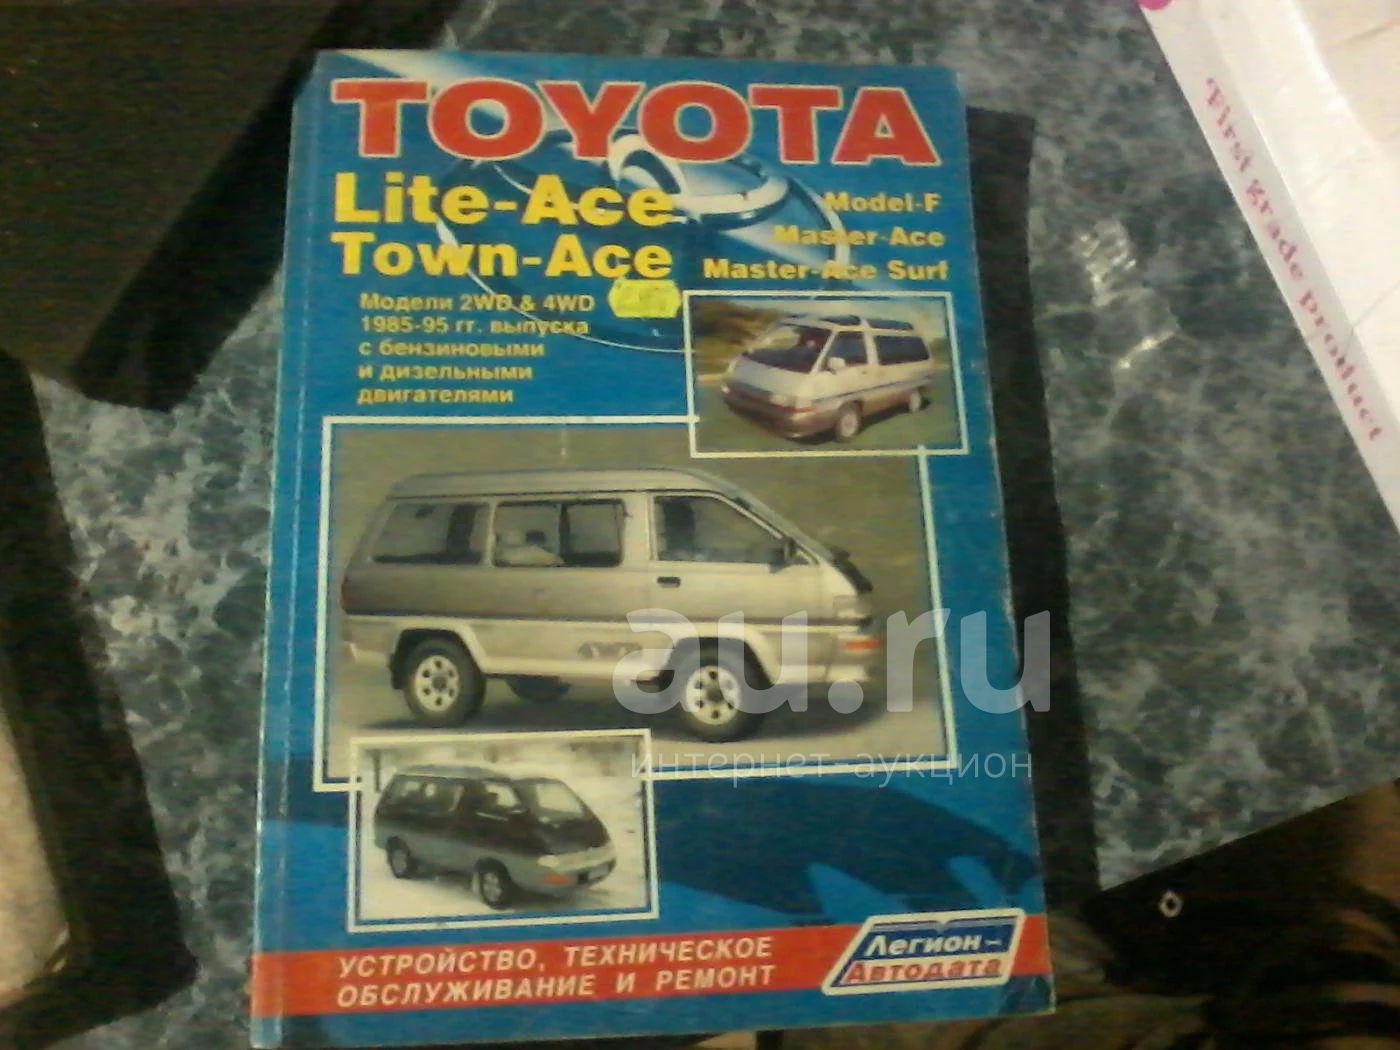 TOYOTA
Lite-Ace
Town-Ace
Model-F
Master-Ace
Master-Ace Surf
Модели 2WD & 4WD
1985-95 гг. выпуска
с бензиновыми
и дизельными
двигателями
au.ru
интернет-аукцион
УСТРОЙСТВО, ТЕХНИЧЕСКОЕ
ОБСЛУЖИВАНИЕ И РЕМОНТ
Легион-
Автодата
First grade product